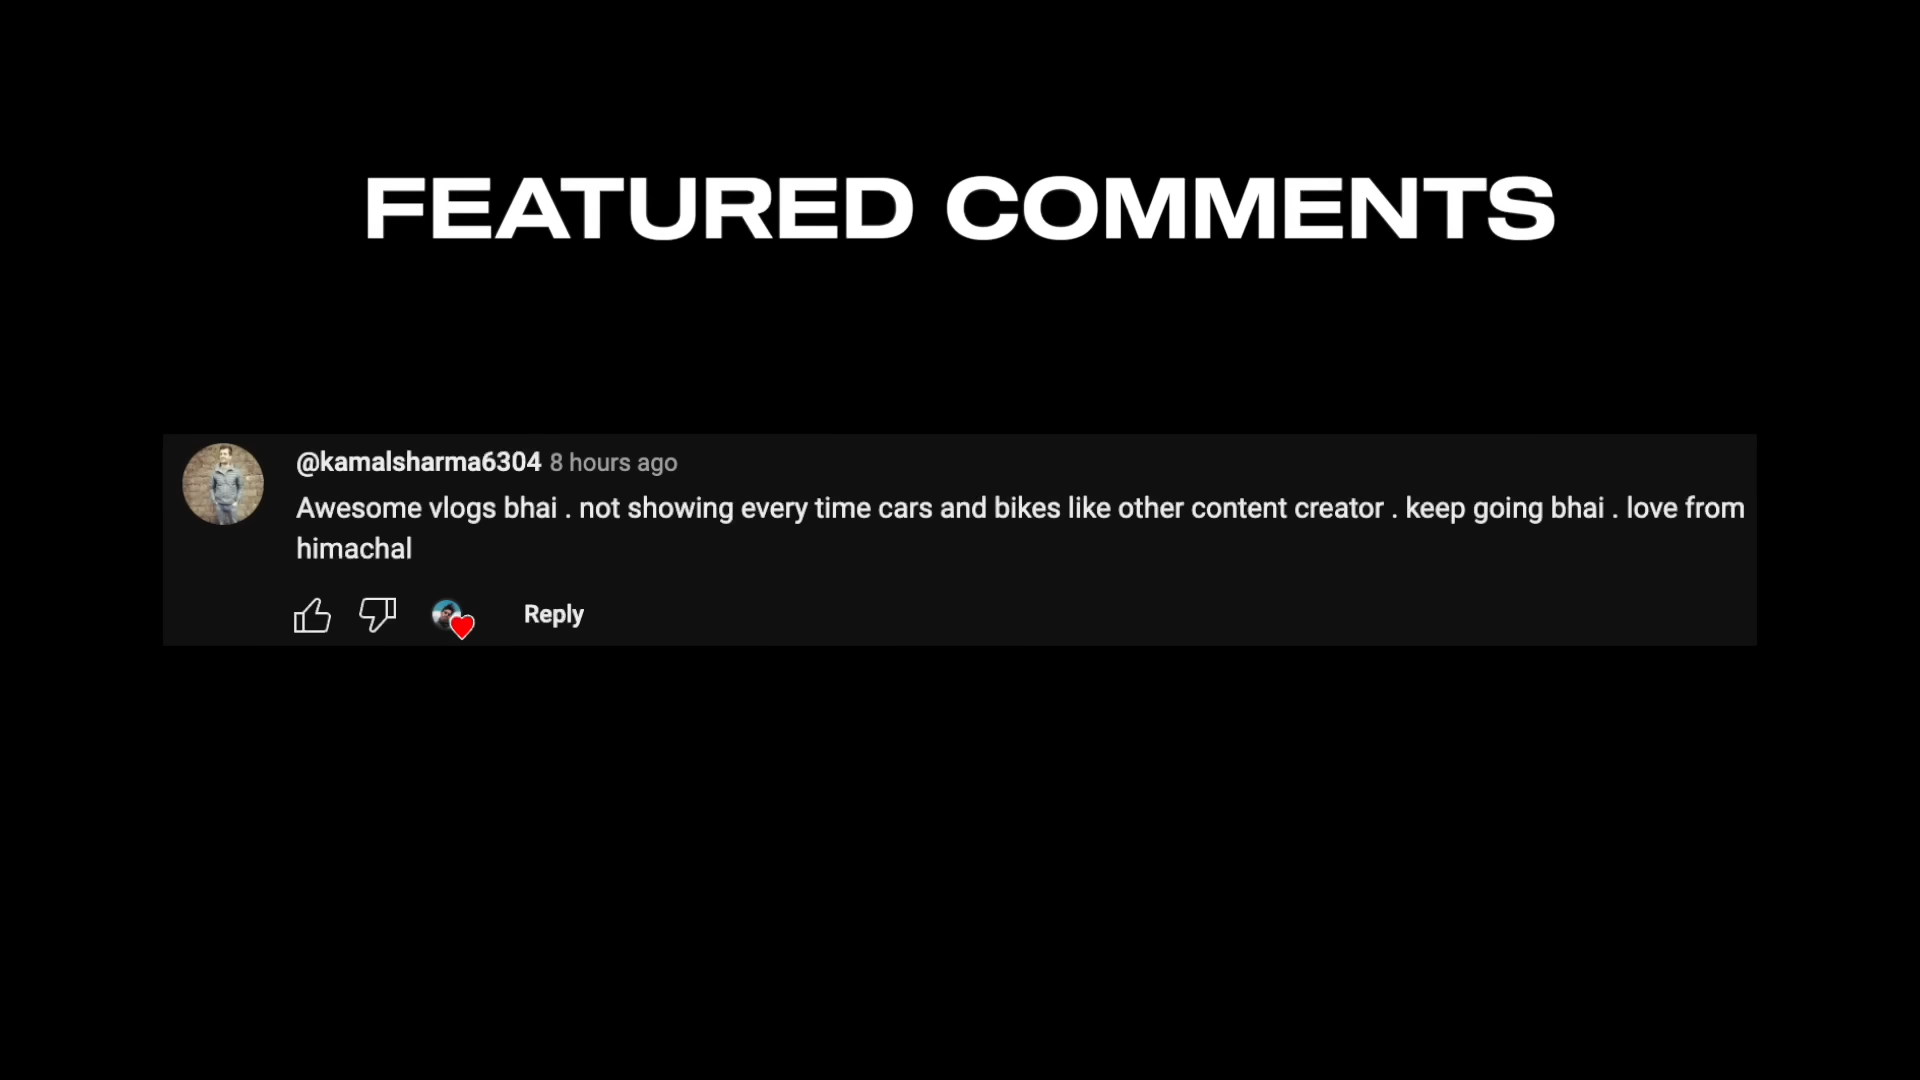 FEATURED COMMENTS
@kamalsharma6304 8 hours ago
Awesome vlogs bhai . not showing every time cars and bikes like other content creator . keep going bhai . love from
himachal
Reply